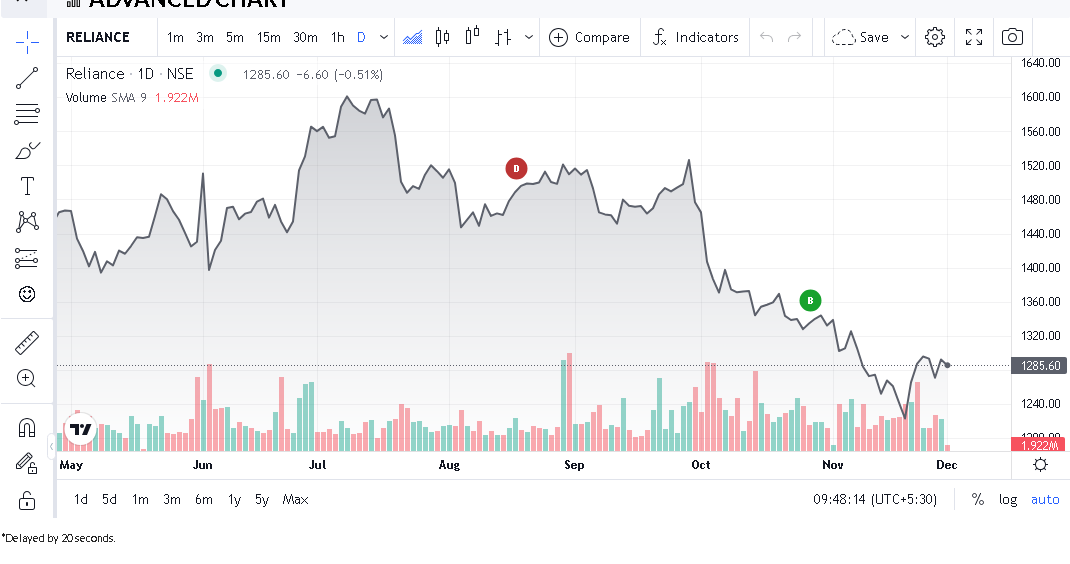 ADVANCED CHART
RELIANCE 1m 3m 5m 15m 30m 1h D Compare Indicators Save
Reliance · 1D · NSE 1285.60 −6.60 (−0.51%)
Volume SMA 9 1.922M
1640.00
1600.00
1560.00
1520.00
1480.00
1440.00
1400.00
1360.00
1320.00
1285.60
1240.00
1200.00
1.922M
D
B
May Jun Jul Aug Sep Oct Nov Dec
1d 5d 1m 3m 6m 1y 5y Max 09:48:14 (UTC+5:30) % log auto
*Delayed by 20 seconds.